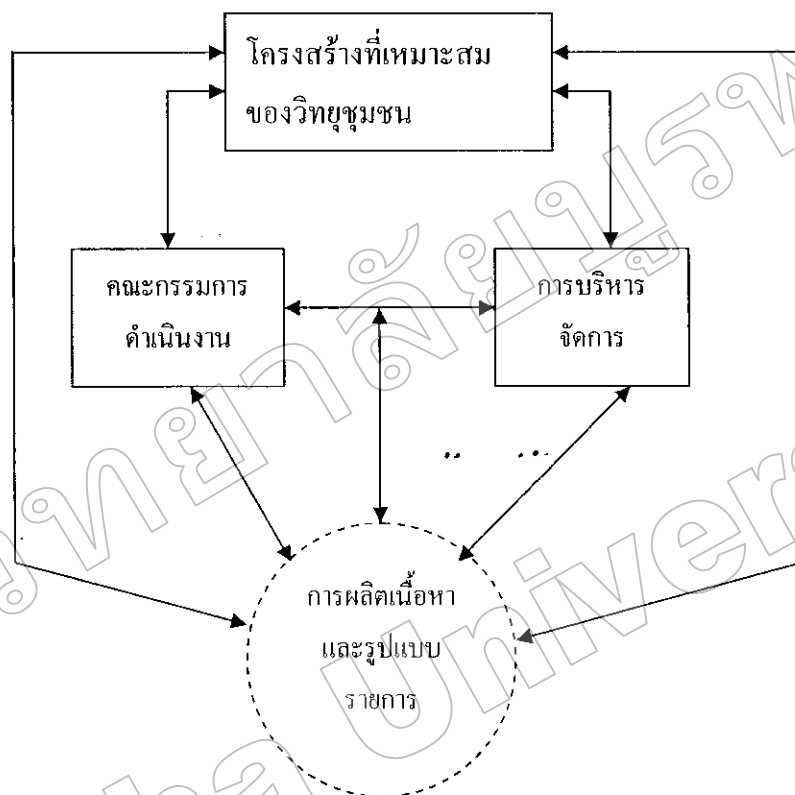 โครงสร้างที่เหมาะสม
ของวิทยุชุมชน
คณะกรรมการ
ดำเนินงาน
การบริหาร
จัดการ
การผลิตเนื้อหา
และรูปแบบ
รายการ